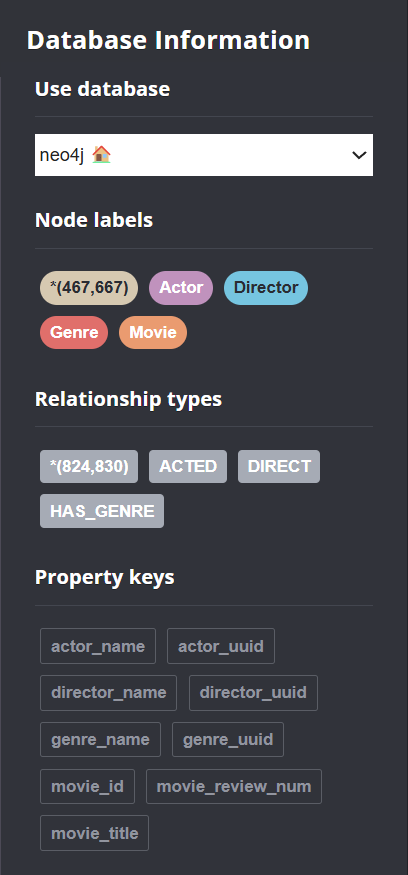 Database Information
Use database
neo4j 🏠
Node labels
*(467,667) Actor Director
Genre Movie
Relationship types
*(824,830) ACTED DIRECT
HAS_GENRE
Property keys
actor_name actor_uuid
director_name director_uuid
genre_name genre_uuid
movie_id movie_review_num
movie_title